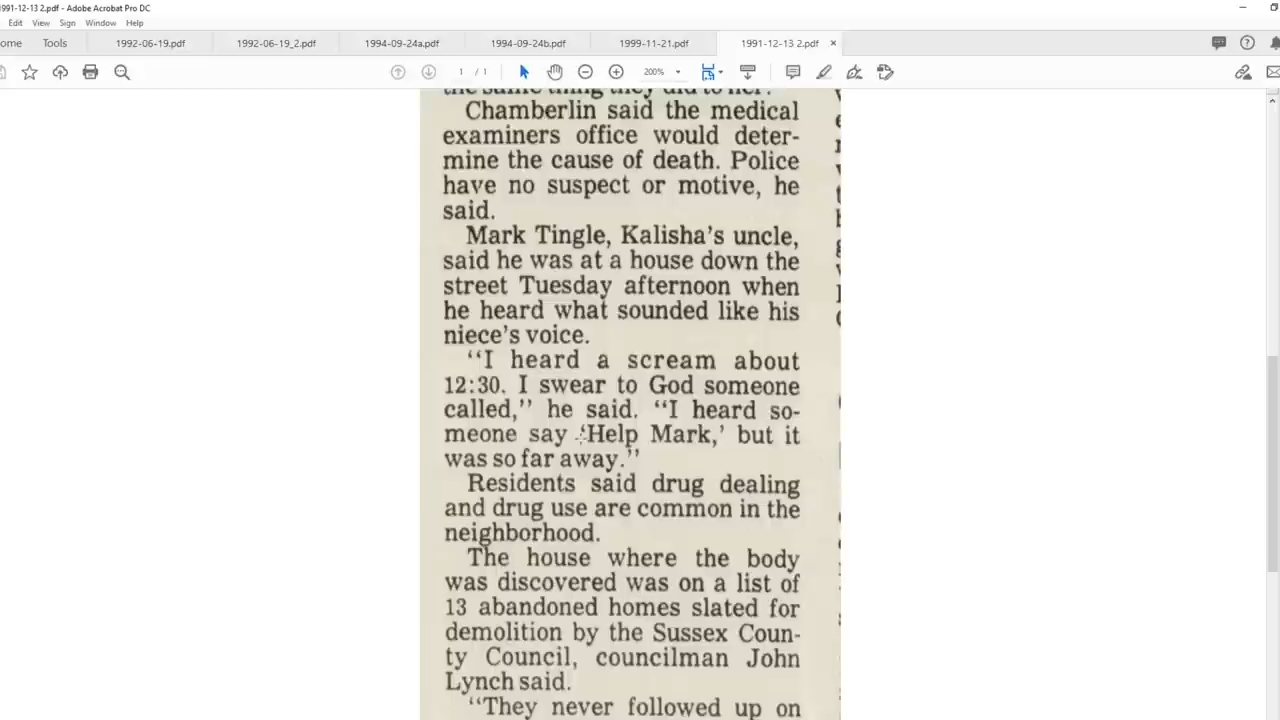 1991-12-13 2.pdf - Adobe Acrobat Pro DC
Edit View Sign Window Help
ome Tools 1992-06-19.pdf 1992-06-19_2.pdf 1994-09-24a.pdf 1994-09-24b.pdf 1999-11-21.pdf 1991-12-13 2.pdf ×
1 / 1 200%
the same thing they did to her.
Chamberlin said the medical
examiners office would deter-
mine the cause of death. Police
have no suspect or motive, he
said.
Mark Tingle, Kalisha's uncle,
said he was at a house down the
street Tuesday afternoon when
he heard what sounded like his
niece's voice.
"I heard a scream about
12:30. I swear to God someone
called," he said. "I heard so-
meone say 'Help Mark,' but it
was so far away."
Residents said drug dealing
and drug use are common in the
neighborhood.
The house where the body
was discovered was on a list of
13 abandoned homes slated for
demolition by the Sussex Coun-
ty Council, councilman John
Lynch said.
"They never followed up on